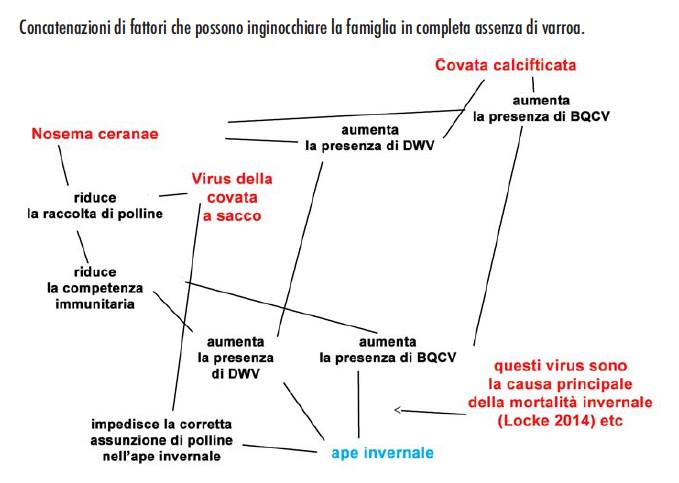 Concatenazioni di fattori che possono inginocchiare la famiglia in completa assenza di varroa.
Covata calcifticata
aumenta
la presenza di BQCV
Nosema ceranae
aumenta
la presenza di DWV
Virus della
covata
a sacco
riduce
la raccolta di polline
riduce
la competenza
immunitaria
aumenta
la presenza
di DWV
aumenta
la presenza di BQCV
questi virus sono
la causa principale
della mortalità invernale
(Locke 2014) etc
impedisce la corretta
assunzione di polline
nell'ape invernale
ape invernale